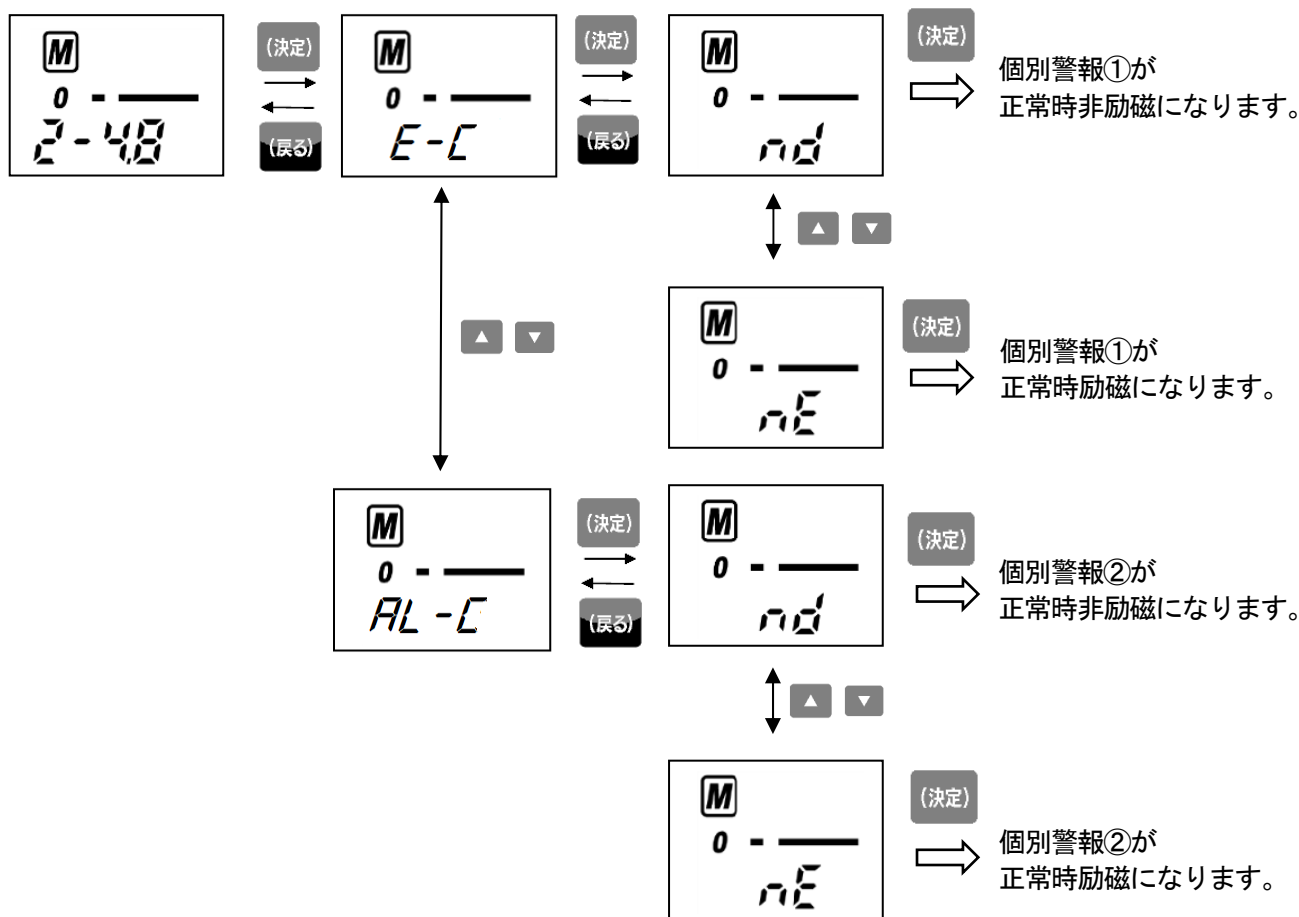 M
0 - —
2-4.8
(決定)
(戻る)
M
0 - —
E-C
(決定)
(戻る)
M
0 - —
nd
(決定)
個別警報①が
正常時非励磁になります。
▲ ▼
▲ ▼
M
0 - —
nE
(決定)
個別警報①が
正常時励磁になります。
M
0 - —
AL-C
(決定)
(戻る)
M
0 - —
nd
(決定)
個別警報②が
正常時非励磁になります。
▲ ▼
M
0 - —
nE
(決定)
個別警報②が
正常時励磁になります。